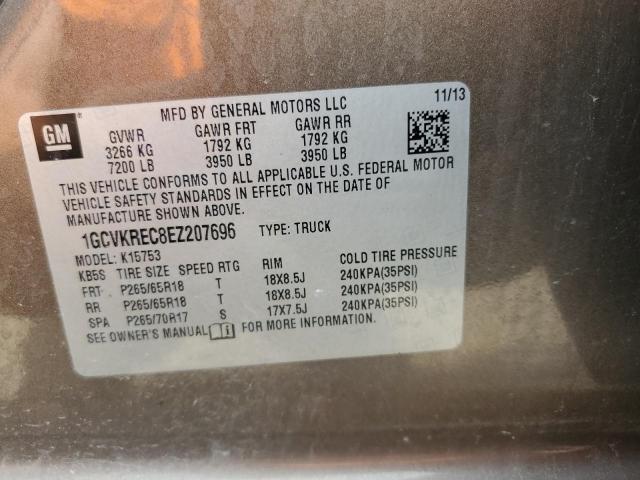 GM ®
MFD BY GENERAL MOTORS LLC 11/13
GVWR GAWR FRT GAWR RR
3266 KG 1792 KG 1792 KG
7200 LB 3950 LB 3950 LB
THIS VEHICLE CONFORMS TO ALL APPLICABLE U.S. FEDERAL MOTOR
VEHICLE SAFETY STANDARDS IN EFFECT ON THE DATE OF
MANUFACTURE SHOWN ABOVE.
1GCVKREC8EZ207696 TYPE: TRUCK
MODEL: K15753
KB5S TIRE SIZE SPEED RTG RIM COLD TIRE PRESSURE
FRT P265/65R18 T 18X8.5J 240KPA(35PSI)
RR P265/65R18 T 18X8.5J 240KPA(35PSI)
SPA P265/70R17 S 17X7.5J 240KPA(35PSI)
SEE OWNER'S MANUAL FOR MORE INFORMATION.